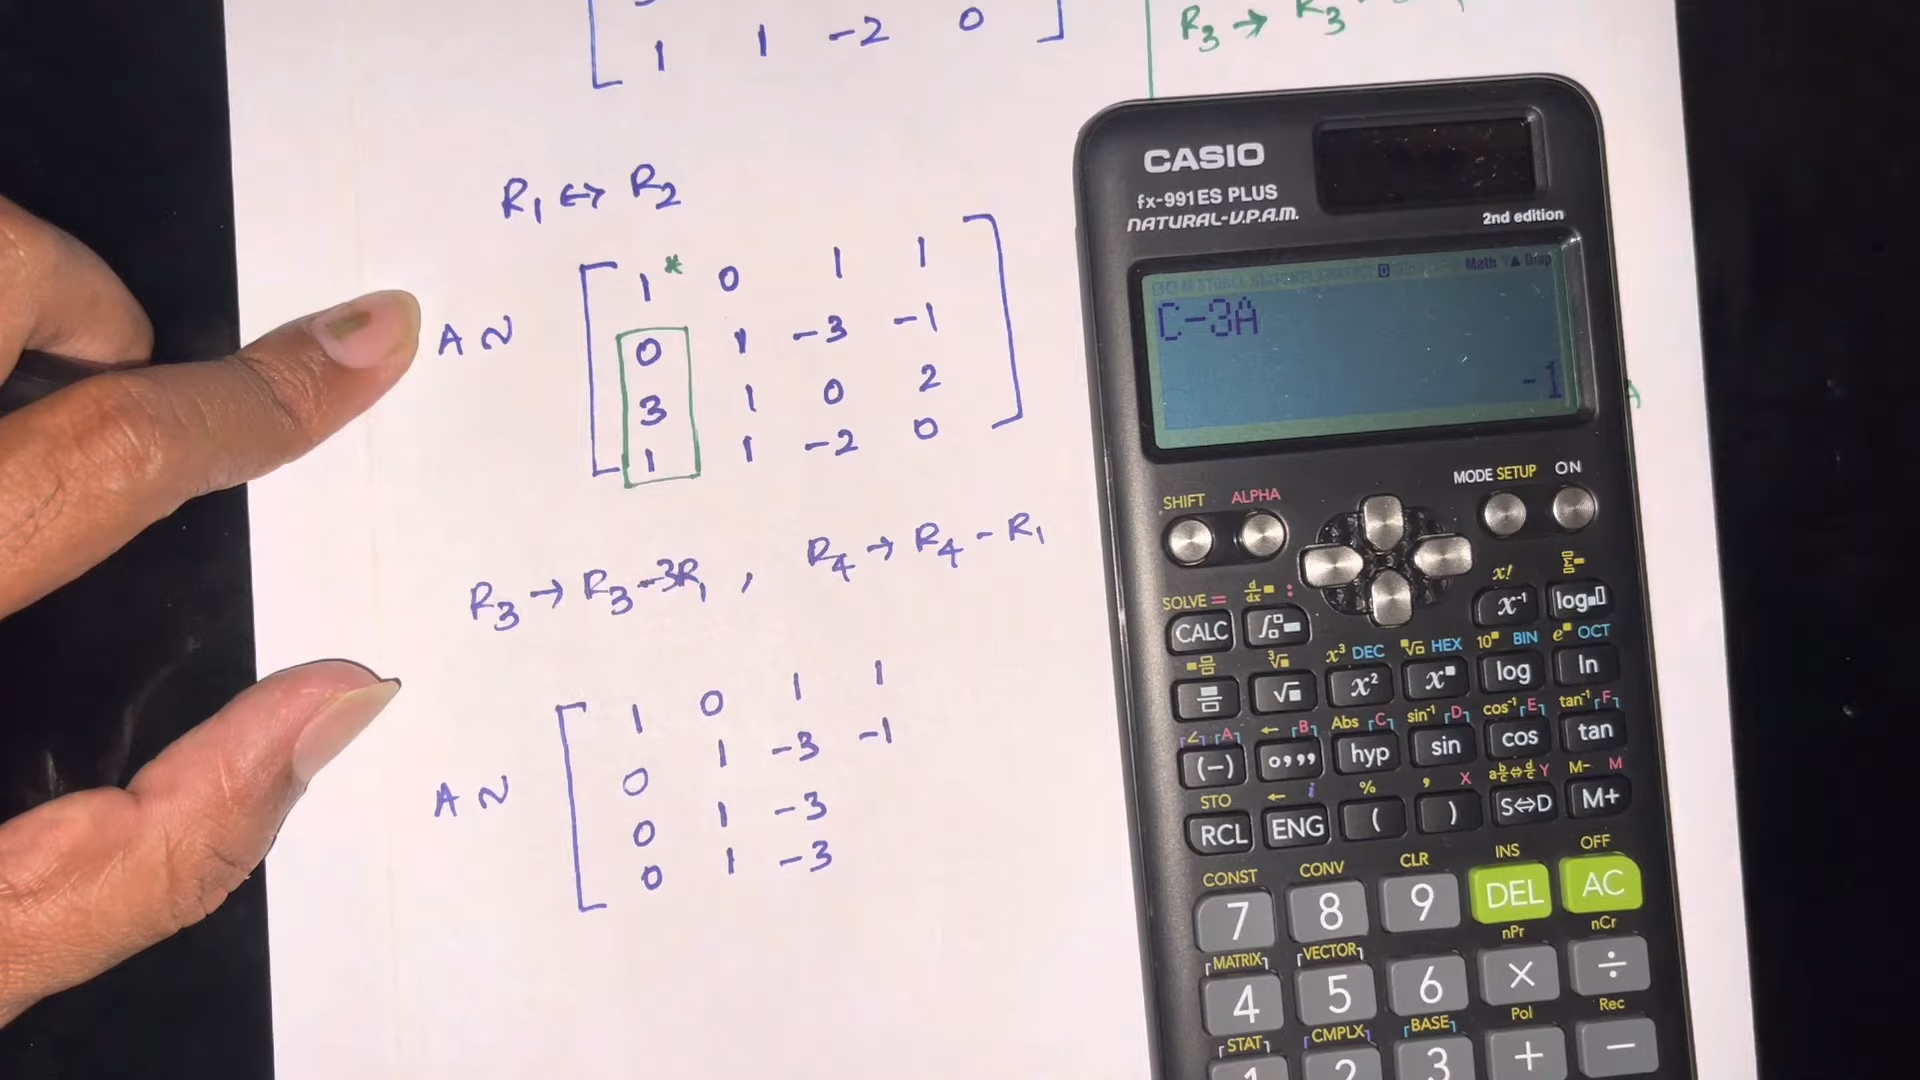 1 1 -2 0
R3 → R3
R1 ↔ R2
A ~
1* 0 1 1
0 1 -3 -1
3 1 0 2
1 1 -2 0
R3 → R3 -3R1 , R4 → R4 - R1
A ~
1 0 1 1
0 1 -3 -1
0 1 -3
0 1 -3
CASIO
fx-991ES PLUS
NATURAL-V.P.A.M.
2nd edition
D Math ▲ Disp
C-3A
-1
MODE SETUP ON
SHIFT ALPHA
x!
SOLVE = d/dx :
CALC x⁻¹ log
x³ DEC HEX 10 BIN e OCT
x² log ln
∠ A ← B Abs C sin⁻¹ D cos⁻¹ E tan⁻¹ F
(-) o,,, hyp sin cos tan
STO ← i % , X a b/c⇔d/c Y M- M
RCL ENG ( ) S⇔D M+
CONST CONV CLR INS OFF
7 8 9 DEL AC
MATRIX VECTOR nPr nCr
4 5 6 × ÷
STAT CMPLX BASE Pol Rec
1 2 3 + −